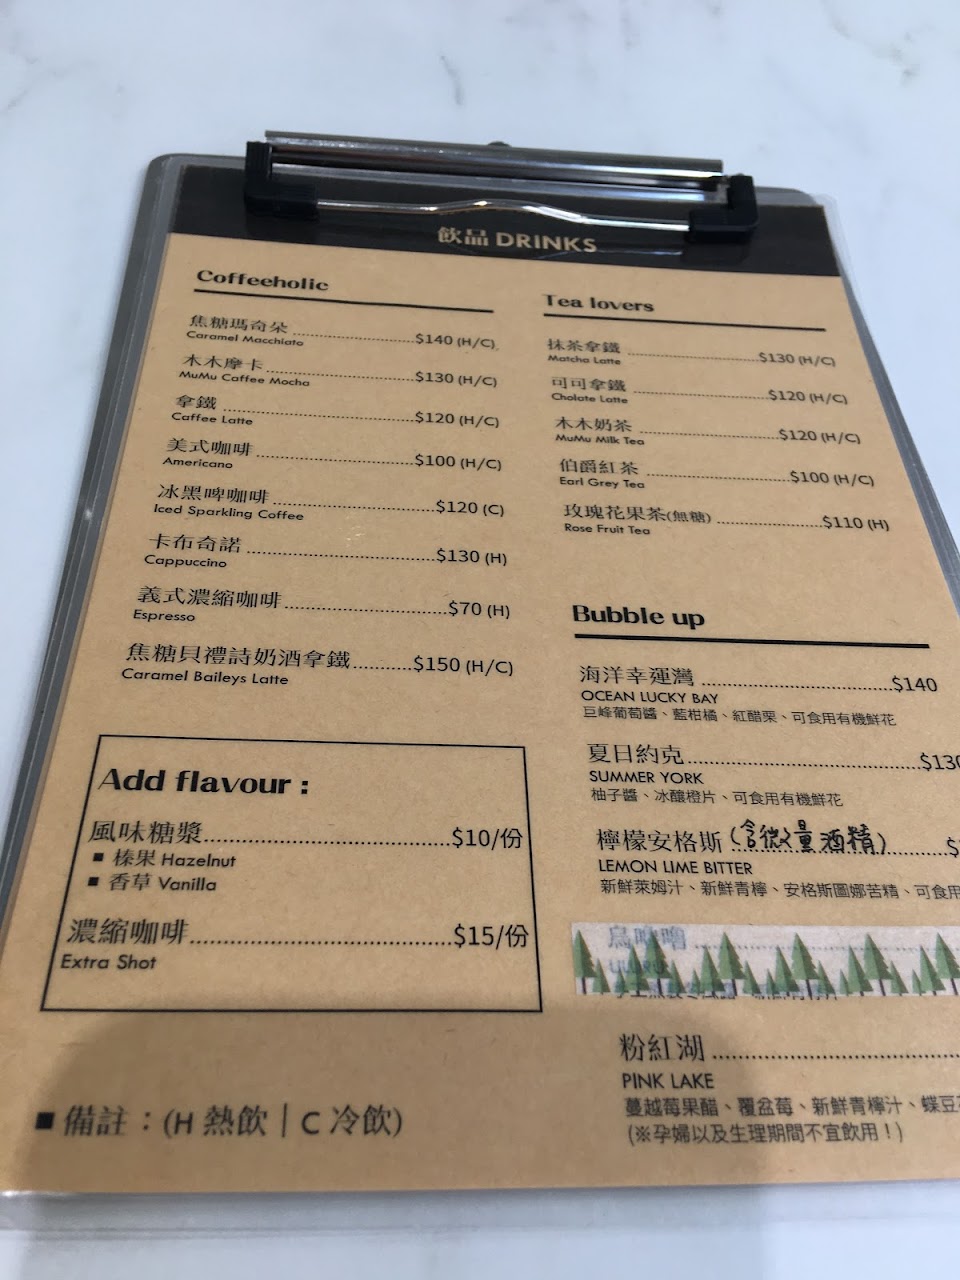 飲品 DRINKS
Coffeeholic
焦糖瑪奇朵 $140 (H/C)
Caramel Macchiato
木木摩卡 $130 (H/C)
MuMu Caffee Mocha
拿鐵 $120 (H/C)
Caffee Latte
美式咖啡 $100 (H/C)
Americano
冰黑啤咖啡 $120 (C)
Iced Sparkling Coffee
卡布奇諾 $130 (H)
Cappuccino
義式濃縮咖啡 $70 (H)
Espresso
焦糖貝禮詩奶酒拿鐵 $150 (H/C)
Caramel Baileys Latte
Add flavour :
風味糖漿 $10/份
■ 榛果 Hazelnut
■ 香草 Vanilla
濃縮咖啡 $15/份
Extra Shot
■ 備註：(H 熱飲｜C 冷飲)
Tea lovers
抹茶拿鐵 $130 (H/C)
Matcha Latte
可可拿鐵 $120 (H/C)
Cholate Latte
木木奶茶 $120 (H/C)
MuMu Milk Tea
伯爵紅茶 $100 (H/C)
Earl Grey Tea
玫瑰花果茶(無糖) $110 (H)
Rose Fruit Tea
Bubble up
海洋幸運灣 $140
OCEAN LUCKY BAY
巨峰葡萄醬、藍柑橘、紅醋栗、可食用有機鮮花
夏日約克 $130
SUMMER YORK
柚子醬、冰釀橙片、可食用有機鮮花
檸檬安格斯 (含微量酒精) $
LEMON LIME BITTER
新鮮萊姆汁、新鮮青檸、安格斯圖娜苦精、可食用
粉紅湖
PINK LAKE
蔓越莓果醋、覆盆莓、新鮮青檸汁、蝶豆花
(※孕婦以及生理期間不宜飲用！)